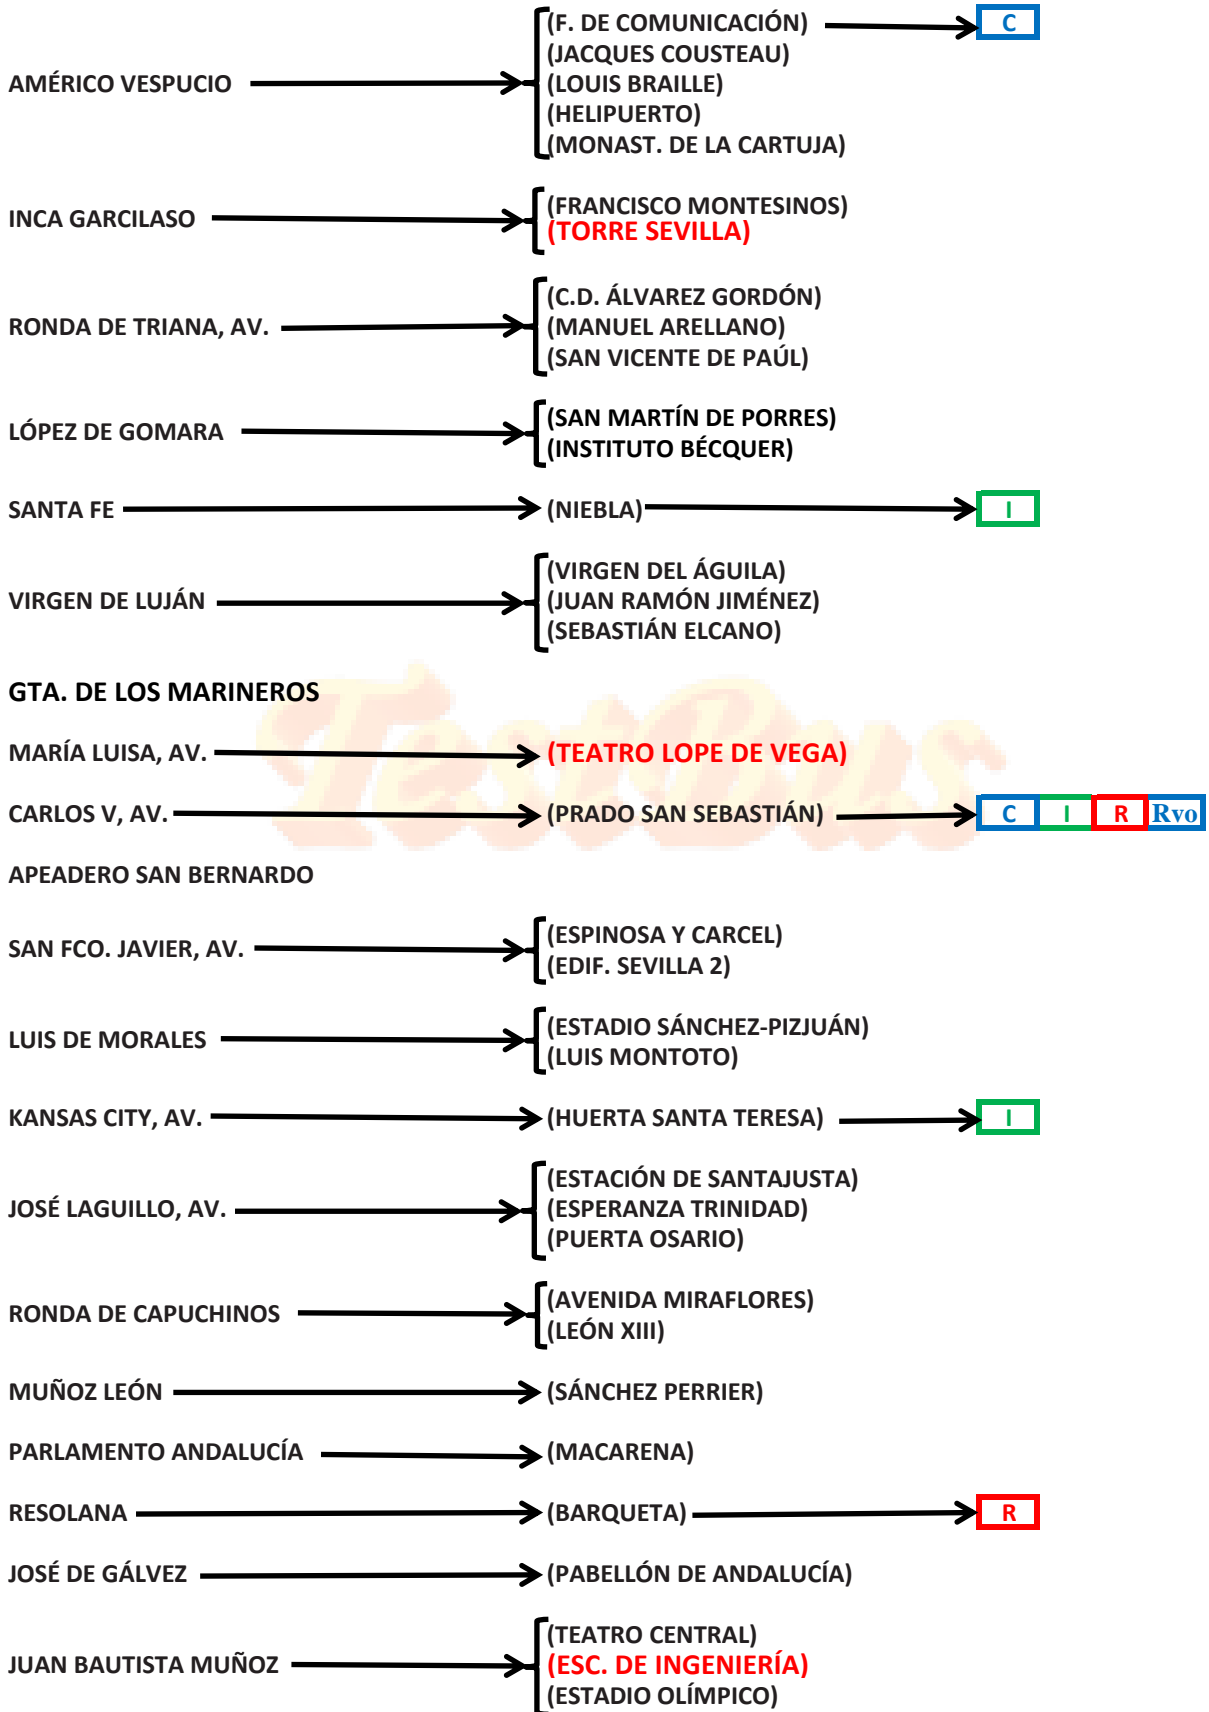 (F. DE COMUNICACIÓN) C
(JACQUES COUSTEAU)
AMÉRICO VESPUCIO (LOUIS BRAILLE)
(HELIPUERTO)
(MONAST. DE LA CARTUJA)
INCA GARCILASO (FRANCISCO MONTESINOS)
(TORRE SEVILLA)
(C.D. ÁLVAREZ GORDÓN)
RONDA DE TRIANA, AV. (MANUEL ARELLANO)
(SAN VICENTE DE PAÚL)
LÓPEZ DE GOMARA (SAN MARTÍN DE PORRES)
(INSTITUTO BÉCQUER)
SANTA FE (NIEBLA) I
(VIRGEN DEL ÁGUILA)
VIRGEN DE LUJÁN (JUAN RAMÓN JIMÉNEZ)
(SEBASTIÁN ELCANO)
GTA. DE LOS MARINEROS
TestBus
MARÍA LUISA, AV. (TEATRO LOPE DE VEGA)
CARLOS V, AV. (PRADO SAN SEBASTIÁN) C I R Rvo
APEADERO SAN BERNARDO
SAN FCO. JAVIER, AV. (ESPINOSA Y CARCEL)
(EDIF. SEVILLA 2)
LUIS DE MORALES (ESTADIO SÁNCHEZ-PIZJUÁN)
(LUIS MONTOTO)
KANSAS CITY, AV. (HUERTA SANTA TERESA) I
(ESTACIÓN DE SANTAJUSTA)
JOSÉ LAGUILLO, AV. (ESPERANZA TRINIDAD)
(PUERTA OSARIO)
RONDA DE CAPUCHINOS (AVENIDA MIRAFLORES)
(LEÓN XIII)
MUÑOZ LEÓN (SÁNCHEZ PERRIER)
PARLAMENTO ANDALUCÍA (MACARENA)
RESOLANA (BARQUETA) R
JOSÉ DE GÁLVEZ (PABELLÓN DE ANDALUCÍA)
(TEATRO CENTRAL)
JUAN BAUTISTA MUÑOZ (ESC. DE INGENIERÍA)
(ESTADIO OLÍMPICO)